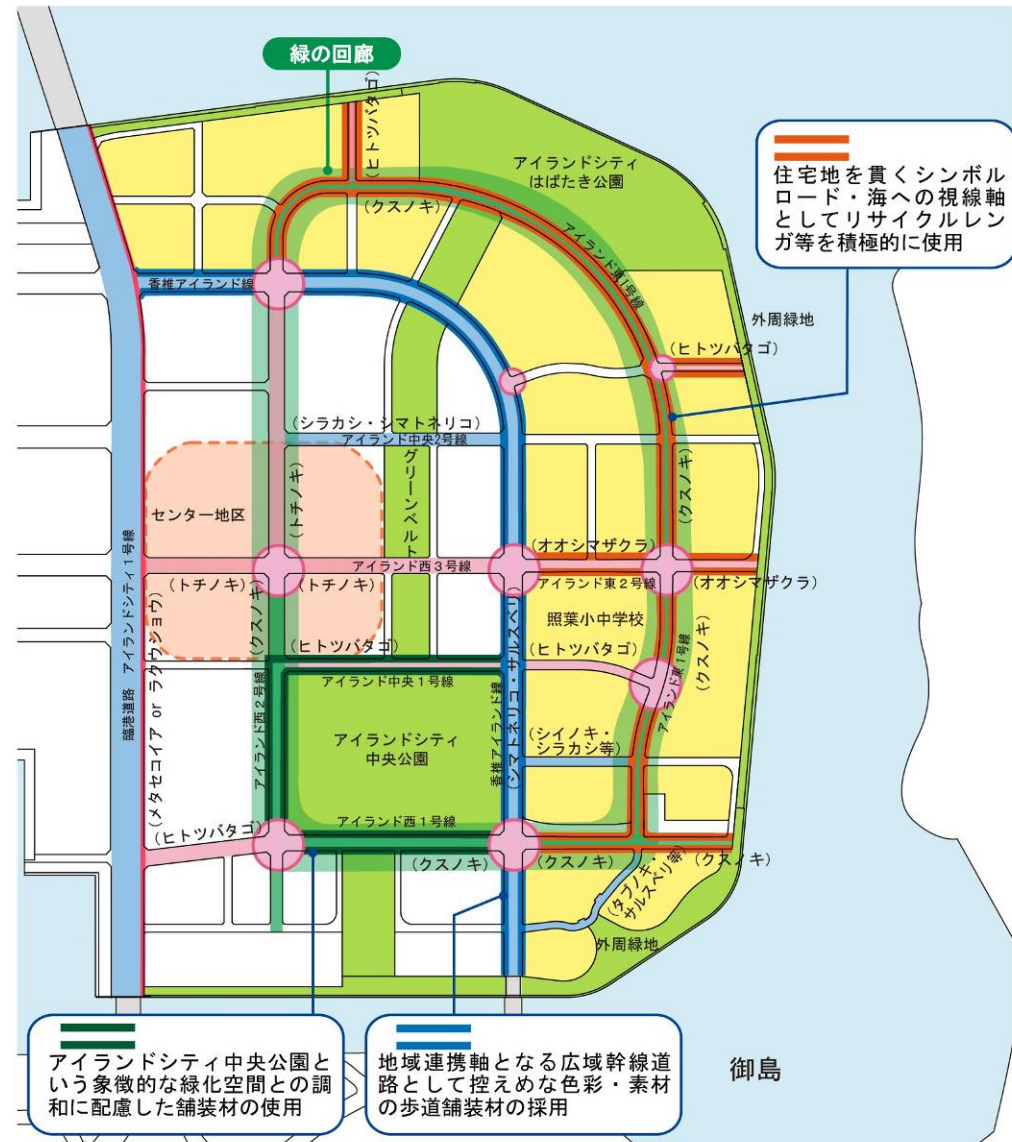 緑の回廊
(ヒトツバタゴ)
アイランドシティ
はばたき公園
住宅地を貫くシンボル
ロード・海への視線軸
としてリサイクルレン
ガ等を積極的に使用
(クスノキ)
アイランド東1号線
香椎アイランド線
外周緑地
(ヒトツバタゴ)
(シラカシ・シマトネリコ)
アイランド中央2号線
グリーンベルト
(トチノキ)
(クスノキ)
センター地区
(オオシマザクラ)
アイランド西3号線
アイランド東2号線
(オオシマザクラ)
(トチノキ)
(トチノキ)
臨港道路 アイランドシティ1号線
(メタセコイア or ラクウショウ)
(クスノキ)
照葉小中学校
(ヒトツバタゴ)
(ヒトツバタゴ)
アイランド中央1号線
アイランド西2号線
アイランド東1号線
(クスノキ)
アイランドシティ
中央公園
香椎アイランド線
(シマトネリコ・サルスベリ)
(シイノキ・
シラカシ等)
(ヒトツバタゴ)
アイランド西1号線
(クスノキ)
(クスノキ)
(クスノキ)
(タブノキ・
サルスベリ等)
外周緑地
アイランドシティ中央公園と
いう象徴的な緑化空間との調
和に配慮した舗装材の使用
地域連携軸となる広域幹線道
路として控えめな色彩・素材
の歩道舗装材の採用
御島